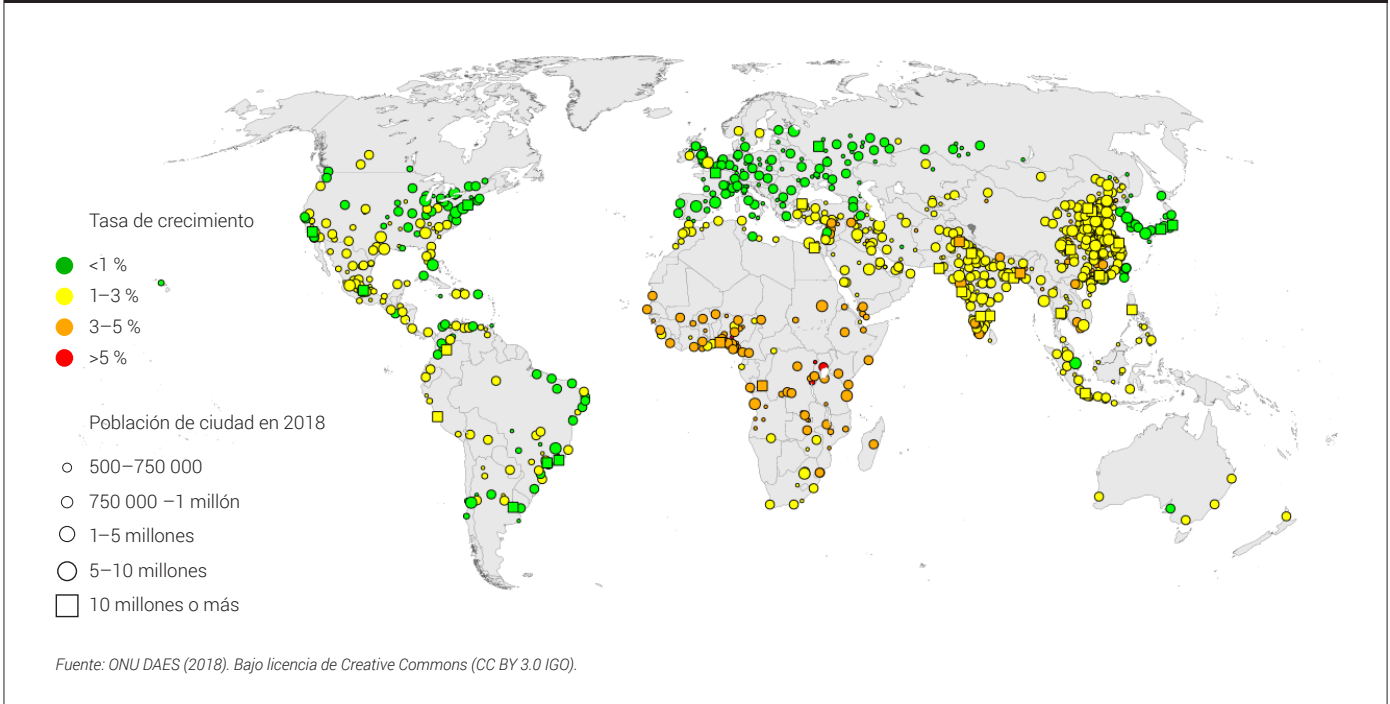 Tasa de crecimiento
<1 %
1–3 %
3–5 %
>5 %
Población de ciudad en 2018
500–750 000
750 000 –1 millón
1–5 millones
5–10 millones
10 millones o más
Fuente: ONU DAES (2018). Bajo licencia de Creative Commons (CC BY 3.0 IGO).